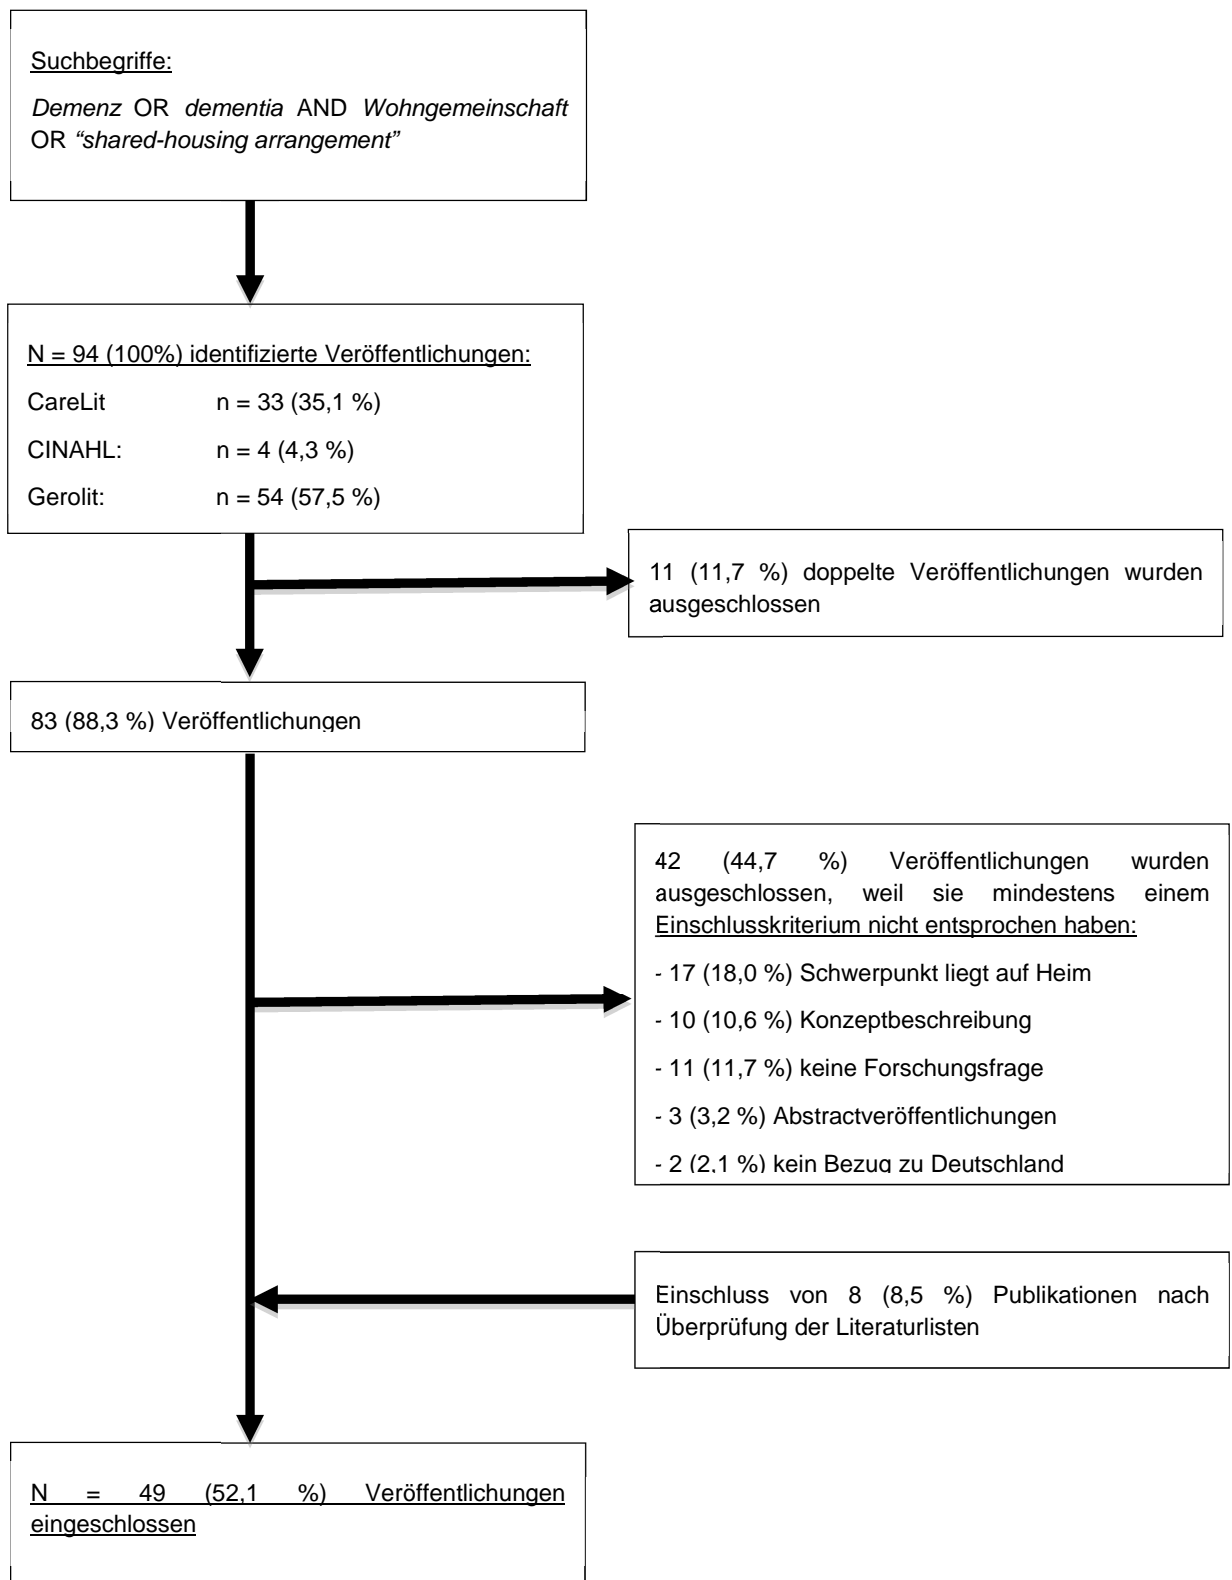 Suchbegriffe:
Demenz OR dementia AND Wohngemeinschaft
OR “shared-housing arrangement”
N = 94 (100%) identifizierte Veröffentlichungen:
CareLit n = 33 (35,1 %)
CINAHL: n = 4 (4,3 %)
Gerolit: n = 54 (57,5 %)
11 (11,7 %) doppelte Veröffentlichungen wurden
ausgeschlossen
83 (88,3 %) Veröffentlichungen
42 (44,7 %) Veröffentlichungen wurden
ausgeschlossen, weil sie mindestens einem
Einschlusskriterium nicht entsprochen haben:
- 17 (18,0 %) Schwerpunkt liegt auf Heim
- 10 (10,6 %) Konzeptbeschreibung
- 11 (11,7 %) keine Forschungsfrage
- 3 (3,2 %) Abstractveröffentlichungen
- 2 (2,1 %) kein Bezug zu Deutschland
Einschluss von 8 (8,5 %) Publikationen nach
Überprüfung der Literaturlisten
N = 49 (52,1 %) Veröffentlichungen
eingeschlossen